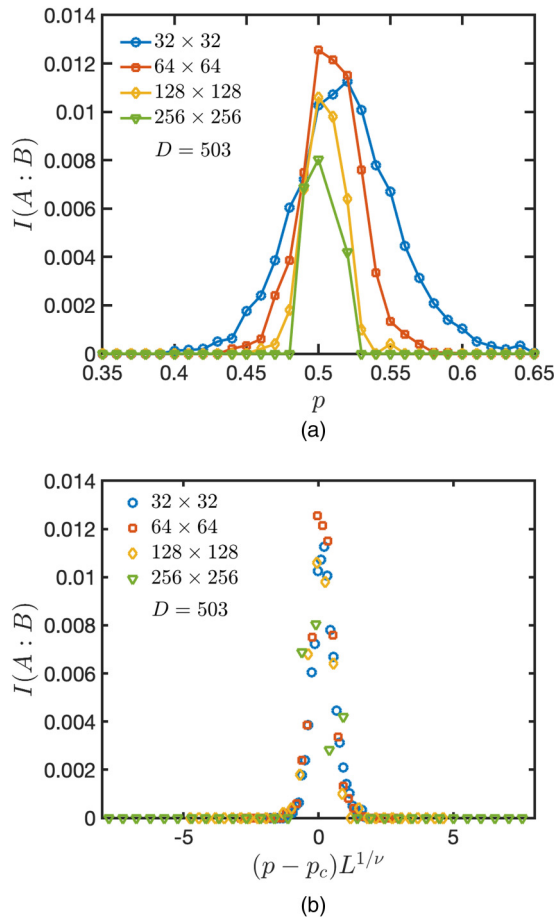 0.014
0.012
0.01
0.008
0.006
0.004
0.002
0
I(A : B)
32 × 32
64 × 64
128 × 128
256 × 256
D = 503
0.35 0.4 0.45 0.5 0.55 0.6 0.65
p
(a)
0.014
0.012
0.01
0.008
0.006
0.004
0.002
0
I(A : B)
32 × 32
64 × 64
128 × 128
256 × 256
D = 503
-5 0 5
(p − p_c)L^{1/ν}
(b)